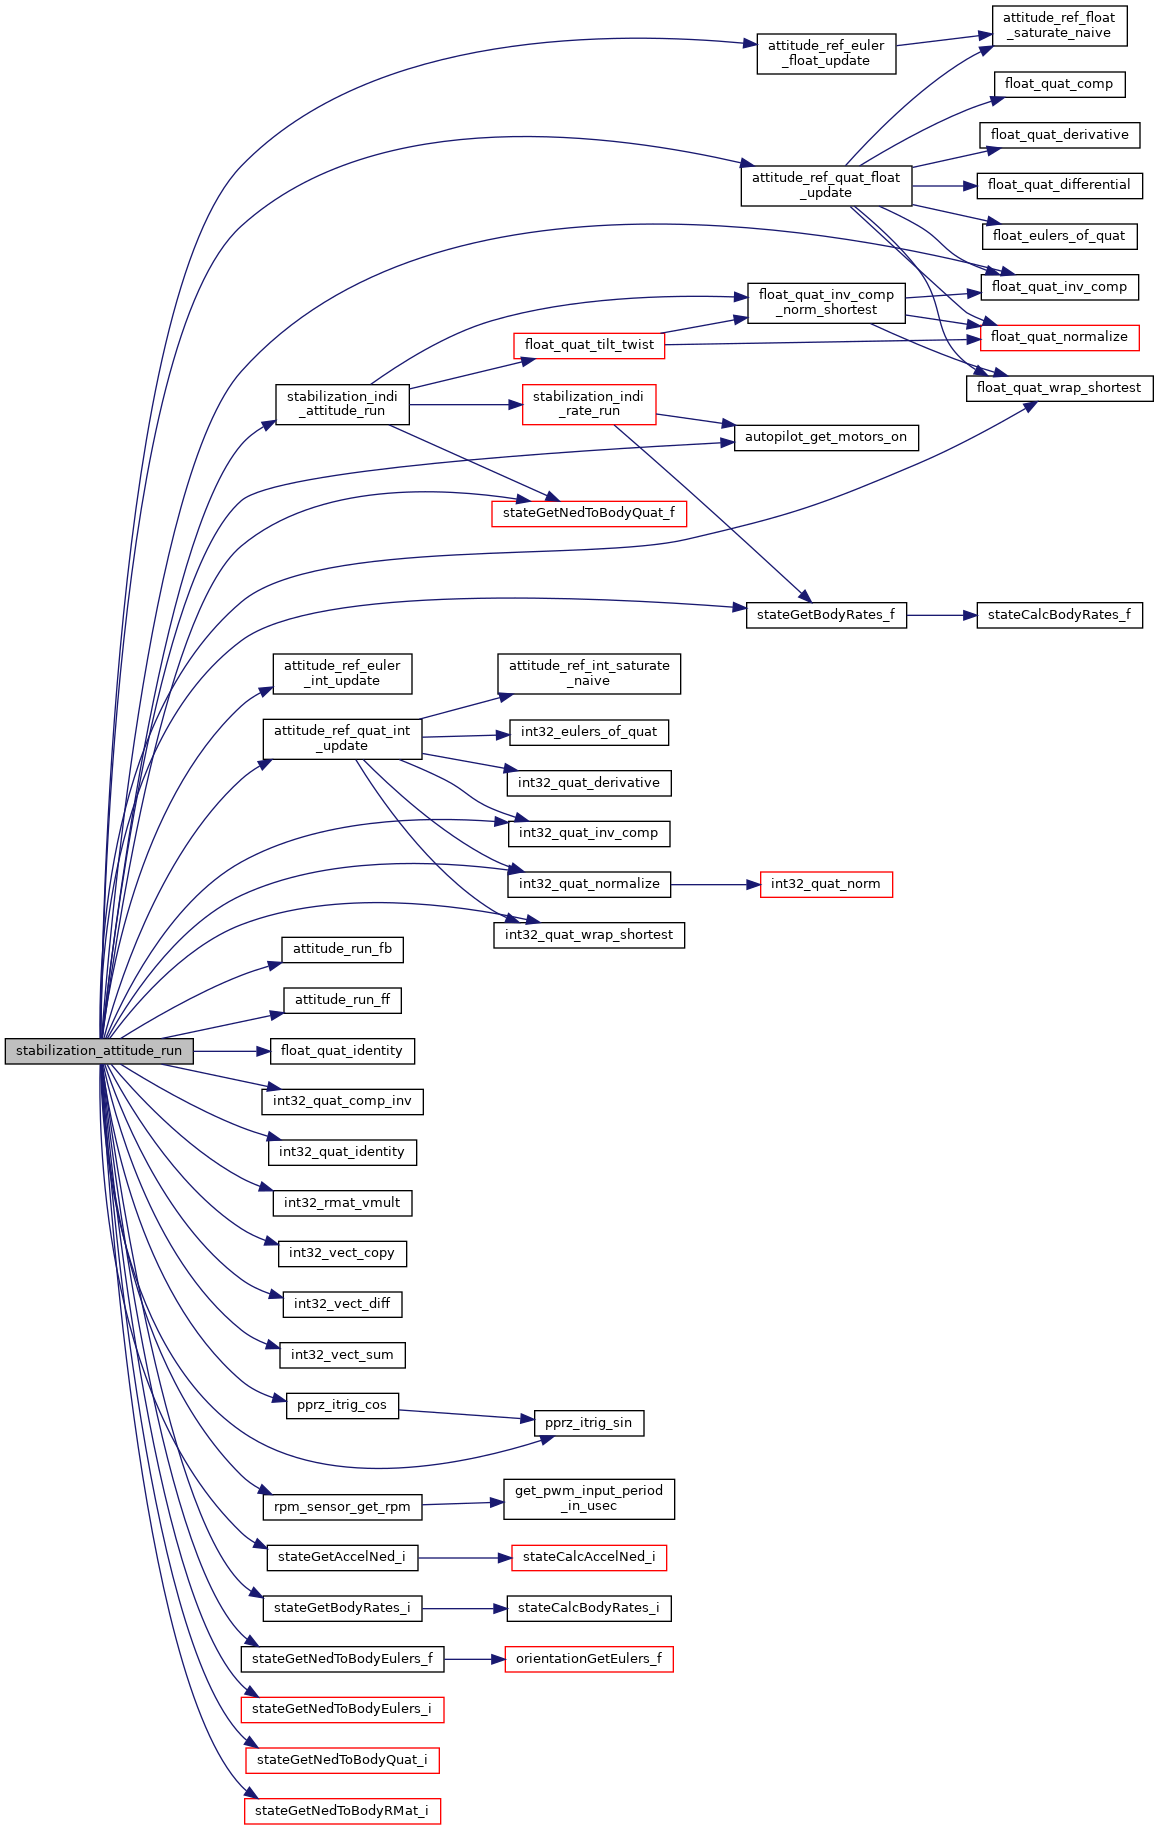 attitude_ref_float
_saturate_naive
attitude_ref_euler
_float_update
float_quat_comp
float_quat_derivative
attitude_ref_quat_float
_update
float_quat_differential
float_eulers_of_quat
float_quat_inv_comp
float_quat_inv_comp
_norm_shortest
float_quat_normalize
float_quat_tilt_twist
float_quat_wrap_shortest
stabilization_indi
_attitude_run
stabilization_indi
_rate_run
autopilot_get_motors_on
stateGetNedToBodyQuat_f
stateGetBodyRates_f
stateCalcBodyRates_f
attitude_ref_euler
_int_update
attitude_ref_int_saturate
_naive
attitude_ref_quat_int
_update
int32_eulers_of_quat
int32_quat_derivative
int32_quat_inv_comp
int32_quat_normalize
int32_quat_norm
int32_quat_wrap_shortest
attitude_run_fb
attitude_run_ff
stabilization_attitude_run
float_quat_identity
int32_quat_comp_inv
int32_quat_identity
int32_rmat_vmult
int32_vect_copy
int32_vect_diff
int32_vect_sum
pprz_itrig_cos
pprz_itrig_sin
rpm_sensor_get_rpm
get_pwm_input_period
_in_usec
stateGetAccelNed_i
stateCalcAccelNed_i
stateGetBodyRates_i
stateCalcBodyRates_i
stateGetNedToBodyEulers_f
orientationGetEulers_f
stateGetNedToBodyEulers_i
stateGetNedToBodyQuat_i
stateGetNedToBodyRMat_i